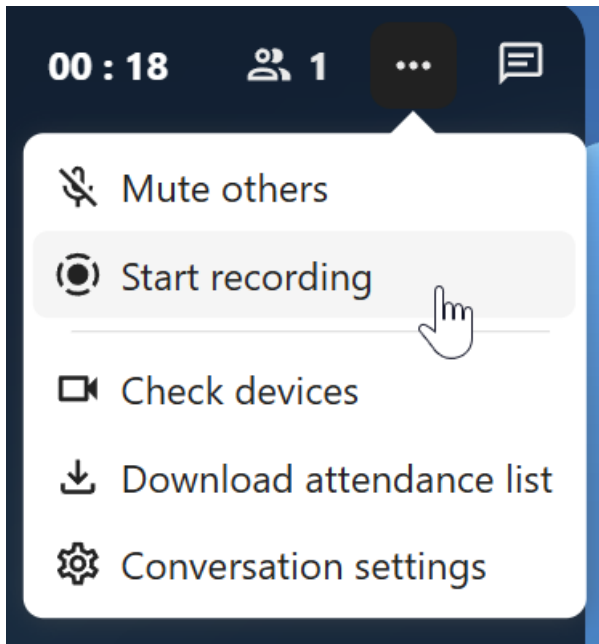 00 : 18 1
Mute others
Start recording
Check devices
Download attendance list
Conversation settings